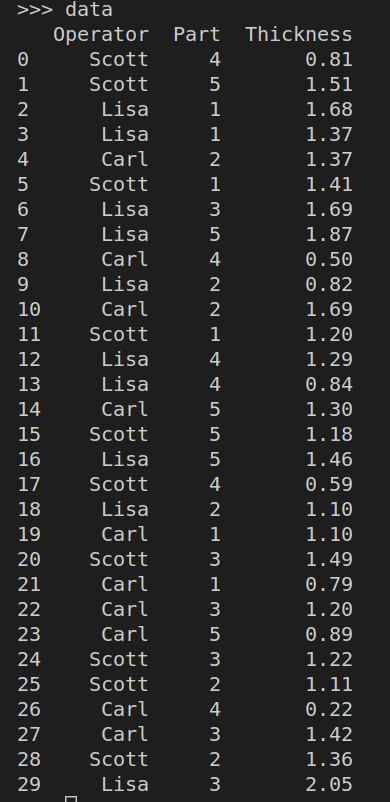 >>> data
Operator Part Thickness
0 Scott 4 0.81
1 Scott 5 1.51
2 Lisa 1 1.68
3 Lisa 1 1.37
4 Carl 2 1.37
5 Scott 1 1.41
6 Lisa 3 1.69
7 Lisa 5 1.87
8 Carl 4 0.50
9 Lisa 2 0.82
10 Carl 2 1.69
11 Scott 1 1.20
12 Lisa 4 1.29
13 Lisa 4 0.84
14 Carl 5 1.30
15 Scott 5 1.18
16 Lisa 5 1.46
17 Scott 4 0.59
18 Lisa 2 1.10
19 Carl 1 1.10
20 Scott 3 1.49
21 Carl 1 0.79
22 Carl 3 1.20
23 Carl 5 0.89
24 Scott 3 1.22
25 Scott 2 1.11
26 Carl 4 0.22
27 Carl 3 1.42
28 Scott 2 1.36
29 Lisa 3 2.05